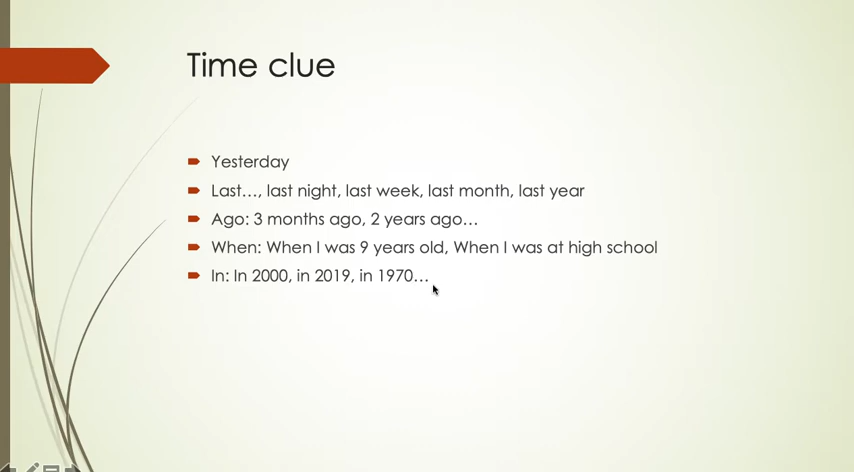 Time clue
Yesterday
Last…, last night, last week, last month, last year
Ago: 3 months ago, 2 years ago…
When: When I was 9 years old, When I was at high school
In: In 2000, in 2019, in 1970…